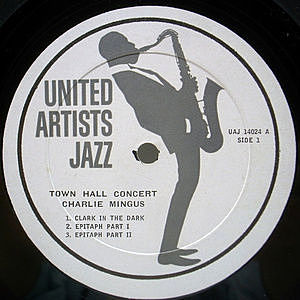 UNITED
ARTISTS
JAZZ
UAJ 14024 A
SIDE 1
TOWN HALL CONCERT
CHARLIE MINGUS
1. CLARK IN THE DARK
2. EPITAPH PART I
3. EPITAPH PART II